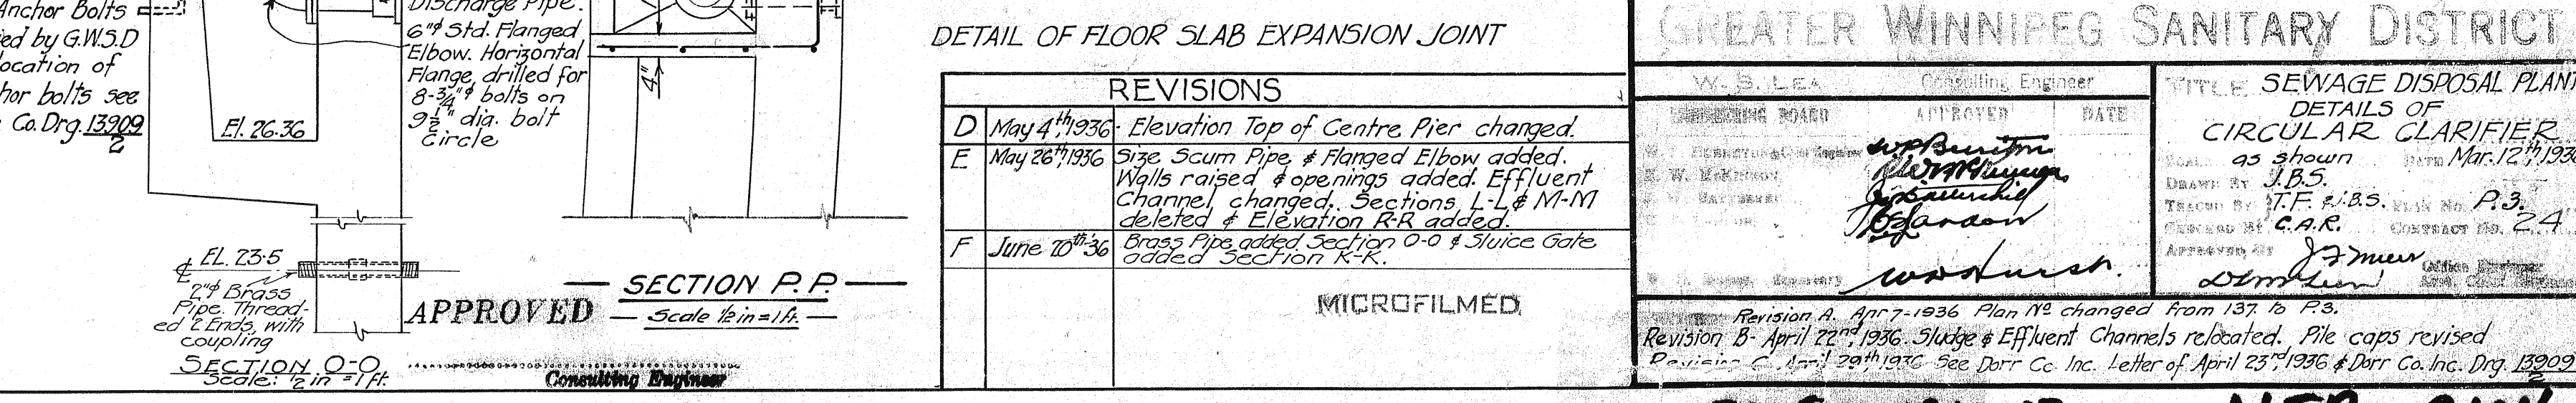 Anchor Bolts
ed by G.W.S.D
ocation of
hor bolts see
Co. Drg. 13909
2
El. 26.36
Discharge Pipe.
6"φ Std. Flanged
Elbow. Horizontal
Flange, drilled for
8-3/4"φ bolts on
9 1/2" dia. bolt
circle
4"
℄ EL. 23.5
2"φ Brass
Pipe. Thread-
ed 2 Ends, with
coupling
SECTION O-O
Scale: 1/2 in = 1 ft.
SECTION P.P.
Scale 1/2 in = 1 ft.
APPROVED
Consulting Engineer
DETAIL OF FLOOR SLAB EXPANSION JOINT
REVISIONS
D May 4th, 1936 - Elevation Top of Centre Pier changed.
E May 26th, 1936 Size Scum Pipe & Flanged Elbow added.
Walls raised & openings added. Effluent
Channel changed. Sections L-L & M-M
deleted & Elevation R-R added.
F June 10th-36 Brass Pipe added Section O-O & Sluice Gate
added Section K-K.
MICROFILMED
GREATER WINNIPEG SANITARY DISTRICT
W. S. LEA Consulting Engineer
ENGINEERING BOARD APPROVED DATE
TITLE SEWAGE DISPOSAL PLANT
DETAILS OF
CIRCULAR CLARIFIER
SCALE as shown DATE Mar. 12th, 193
DRAWN BY J.B.S.
TRACED BY T.F. & J.B.S. PLAN No. P.3.
CHECKED BY C.A.R. CONTRACT No. 24
APPROVED BY
Revision A. Apr 7-1936 Plan No changed from 137. to P.3.
Revision B- April 22nd, 1936. Sludge & Effluent Channels relocated. Pile caps revised
Revision C. April 29th 1936 See Dorr Co. Inc. Letter of April 23rd, 1936 & Dorr Co. Inc. Drg. 13909
2